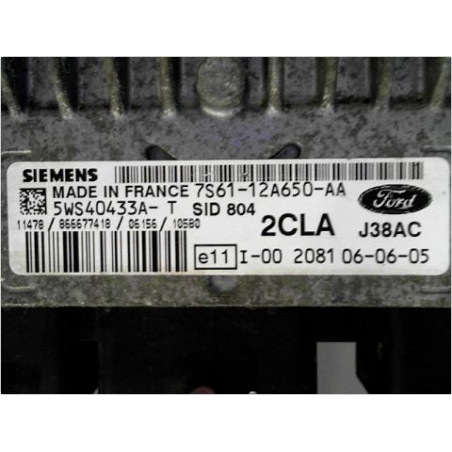 SIEMENS
MADE IN FRANCE 7S61-12A650-AA
5WS40433A- T SID 804
Ford
2CLA J38AC
11478 / 866677418 / 06156 / 10580
e11 I-00 2081 06-06-05